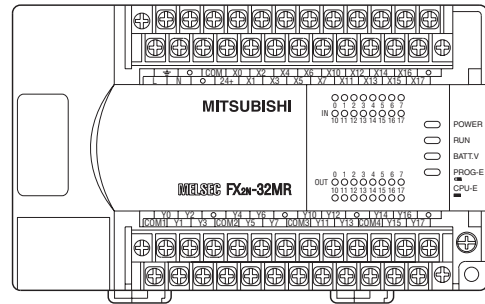 ⏚ COM X0 X2 X4 X6 X10 X12 X14 X16
L N 24+ X1 X3 X5 X7 X11 X13 X15 X17
MITSUBISHI
0 1 2 3 4 5 6 7
IN
10 11 12 13 14 15 16 17
POWER
RUN
BATT.V
PROG-E
CPU-E
MELSEC FX2N-32MR
0 1 2 3 4 5 6 7
OUT
10 11 12 13 14 15 16 17
Y0 Y2 Y4 Y6 Y10 Y12 Y14 Y16
COM1 Y1 Y3 COM2 Y5 Y7 COM3 Y11 Y13 COM4 Y15 Y17